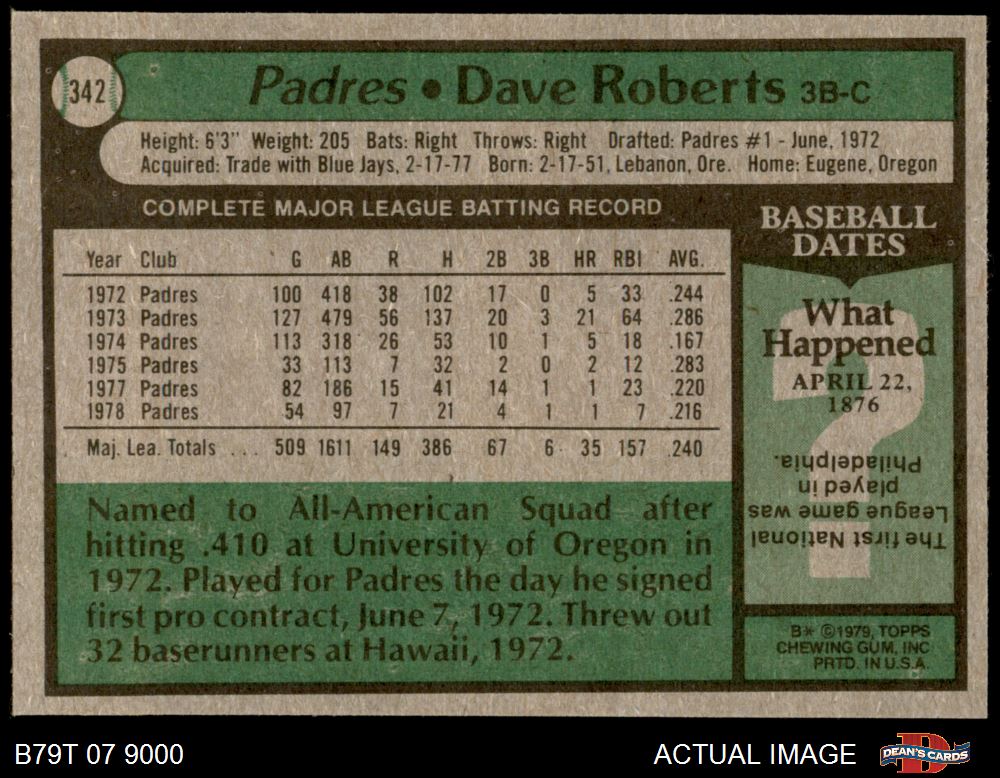 342
Padres • Dave Roberts 3B-C
Height: 6'3" Weight: 205 Bats: Right Throws: Right Drafted: Padres #1 - June, 1972
Acquired: Trade with Blue Jays, 2-17-77 Born: 2-17-51, Lebanon, Ore. Home: Eugene, Oregon
COMPLETE MAJOR LEAGUE BATTING RECORD
Year Club G AB R H 2B 3B HR RBI AVG.
1972 Padres 100 418 38 102 17 0 5 33 .244
1973 Padres 127 479 56 137 20 3 21 64 .286
1974 Padres 113 318 26 53 10 1 5 18 .167
1975 Padres 33 113 7 32 2 0 2 12 .283
1977 Padres 82 186 15 41 14 1 1 23 .220
1978 Padres 54 97 7 21 4 1 1 7 .216
Maj. Lea. Totals ... 509 1611 149 386 67 6 35 157 .240
Named to All-American Squad after
hitting .410 at University of Oregon in
1972. Played for Padres the day he signed
first pro contract, June 7, 1972. Threw out
32 baserunners at Hawaii, 1972.
BASEBALL
DATES
What
Happened
APRIL 22,
1876
The first National
League game was
played in
Philadelphia.
B* ©1979, TOPPS
CHEWING GUM, INC
PRTD. IN U.S.A.
B79T 07 9000
ACTUAL IMAGE
DEAN'S CARDS